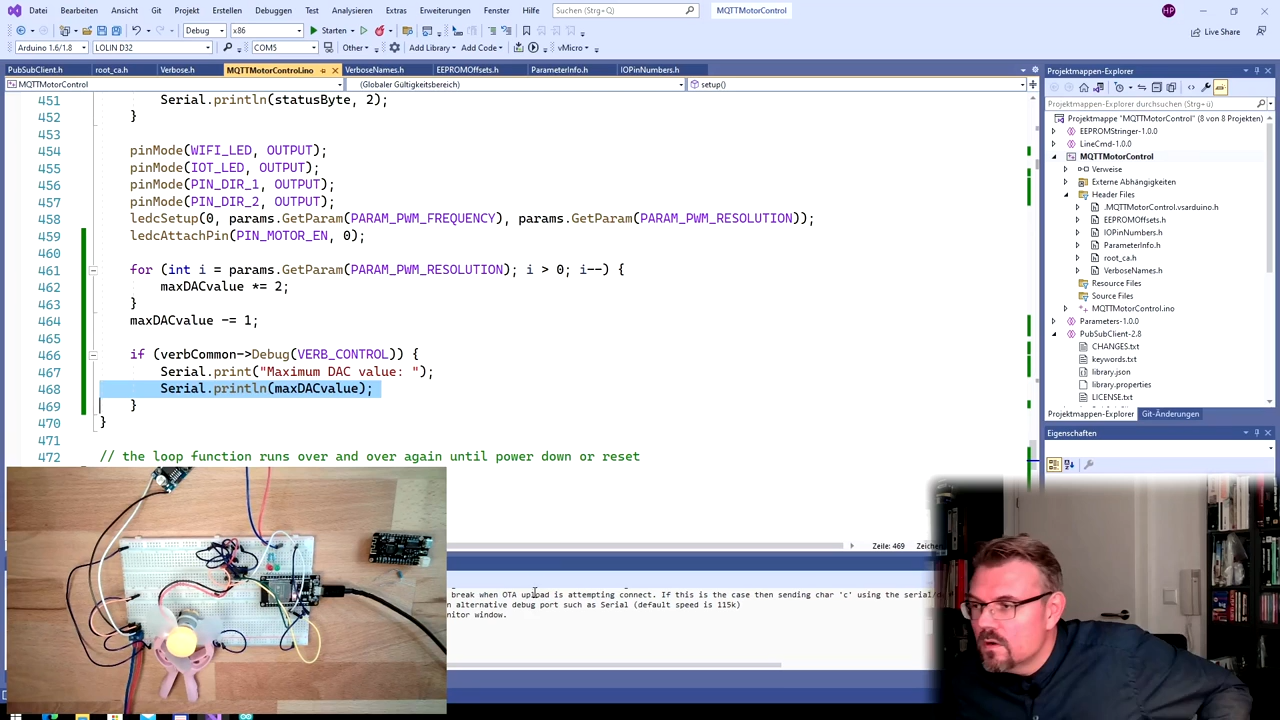 Datei Bearbeiten Ansicht Git Projekt Erstellen Debuggen Test Analysieren Extras Erweiterungen Fenster Hilfe Suchen (Strg+Q) MQTTMotorControl HP
Debug x86 Starten Live Share
Arduino 1.6/1.8 LOLIN D32 COM5 Other Add Library Add Code vMicro
PubSubClient.h root_ca.h Verbose.h MQTTMotorControl.ino VerboseNames.h EEPROMOffsets.h ParameterInfo.h IOPinNumbers.h
MQTTMotorControl (Globaler Gültigkeitsbereich) setup()
451 Serial.println(statusByte, 2);
452 }
453
454 pinMode(WIFI_LED, OUTPUT);
455 pinMode(IOT_LED, OUTPUT);
456 pinMode(PIN_DIR_1, OUTPUT);
457 pinMode(PIN_DIR_2, OUTPUT);
458 ledcSetup(0, params.GetParam(PARAM_PWM_FREQUENCY), params.GetParam(PARAM_PWM_RESOLUTION));
459 ledcAttachPin(PIN_MOTOR_EN, 0);
460
461 for (int i = params.GetParam(PARAM_PWM_RESOLUTION); i > 0; i--) {
462 maxDACvalue *= 2;
463 }
464 maxDACvalue -= 1;
465
466 if (verbCommon->Debug(VERB_CONTROL)) {
467 Serial.print("Maximum DAC value: ");
468 Serial.println(maxDACvalue);
469 }
470 }
471
472 // the loop function runs over and over again until power down or reset
Zeile: 469 Zeichen
break when OTA upload is attempting connect. If this is the case then sending char 'c' using the serial/d
n alternative debug port such as Serial (default speed is 115k)
nitor window.
Projektmappen-Explorer
Projektmappen-Explorer durchsuchen (Strg+ü)
Projektmappe "MQTTMotorControl" (8 von 8 Projekten)
EEPROMStringer-1.0.0
LineCmd-1.0.0
MQTTMotorControl
Verweise
Externe Abhängigkeiten
Header Files
.MQTTMotorControl.vsarduino.h
EEPROMOffsets.h
IOPinNumbers.h
ParameterInfo.h
root_ca.h
VerboseNames.h
Resource Files
Source Files
MQTTMotorControl.ino
Parameters-1.0.0
PubSubClient-2.8
CHANGES.txt
keywords.txt
library.json
library.properties
LICENSE.txt
Projektmappen-Explorer Git-Änderungen
Eigenschaften